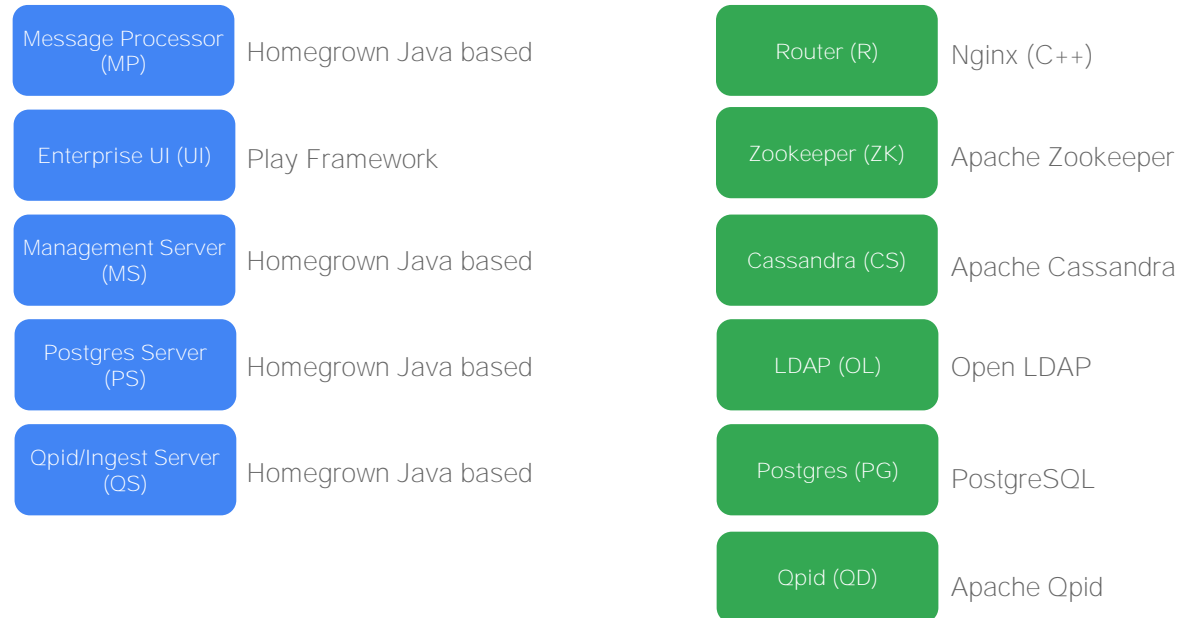 Message Processor
(MP)
Homegrown Java based
Enterprise UI (UI)
Play Framework
Management Server
(MS)
Homegrown Java based
Postgres Server
(PS)
Homegrown Java based
Qpid/Ingest Server
(QS)
Homegrown Java based
Router (R)
Nginx (C++)
Zookeeper (ZK)
Apache Zookeeper
Cassandra (CS)
Apache Cassandra
LDAP (OL)
Open LDAP
Postgres (PG)
PostgreSQL
Qpid (QD)
Apache Qpid